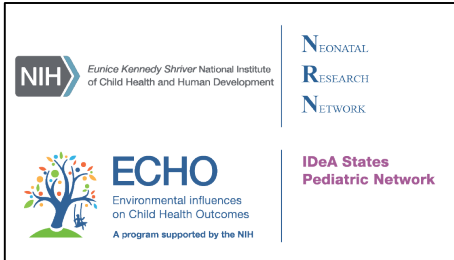 NIH
Eunice Kennedy Shriver National Institute
of Child Health and Human Development
NEONATAL
RESEARCH
NETWORK
ECHO
Environmental influences
on Child Health Outcomes
A program supported by the NIH
IDeA States
Pediatric Network